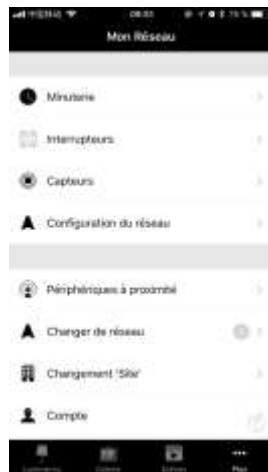 Mon Réseau
Minuterie
Interrupteurs
Capteurs
Configuration du réseau
Périphériques à proximité
Changer de réseau
Changement 'Site'
Compte
Plus